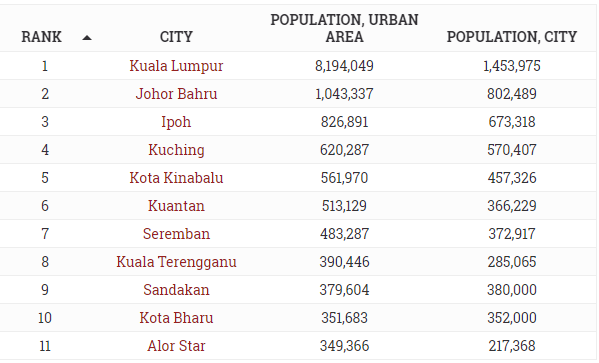 RANK CITY POPULATION, URBAN AREA POPULATION, CITY
1 Kuala Lumpur 8,194,049 1,453,975
2 Johor Bahru 1,043,337 802,489
3 Ipoh 826,891 673,318
4 Kuching 620,287 570,407
5 Kota Kinabalu 561,970 457,326
6 Kuantan 513,129 366,229
7 Seremban 483,287 372,917
8 Kuala Terengganu 390,446 285,065
9 Sandakan 379,604 380,000
10 Kota Bharu 351,683 352,000
11 Alor Star 349,366 217,368